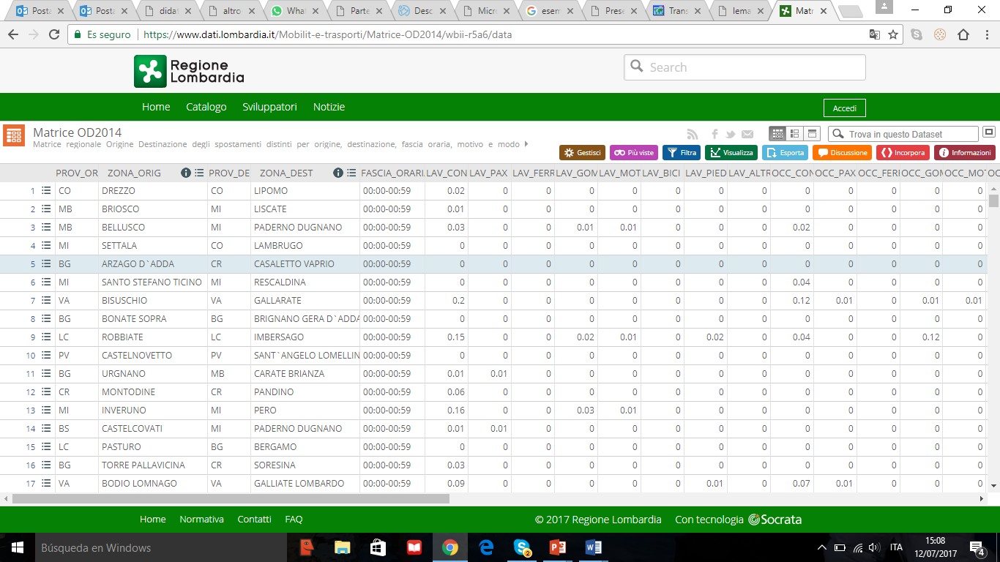 Posta Posta didat altro What Parte Desc Micro esem Prese Trans lema Matr
Es seguro https://www.dati.lombardia.it/Mobilit-e-trasporti/Matrice-OD2014/wbii-r5a6/data
Regione
Lombardia
Search
Home Catalogo Sviluppatori Notizie Accedi
Matrice OD2014
Matrice regionale Origine Destinazione degli spostamenti distinti per origine, destinazione, fascia oraria, motivo e modo
Trova in questo Dataset
Gestisci Più viste Filtra Visualizza Esporta Discussione Incorpora Informazioni
PROV_OR ZONA_ORIG PROV_DE ZONA_DEST FASCIA_ORARI LAV_CON LAV_PAX LAV_FERR LAV_GOM LAV_MOT LAV_BICI LAV_PIED LAV_ALTR OCC_CON OCC_PAX OCC_FERI OCC_GOM OCC_MOT OC
1 CO DREZZO CO LIPOMO 00:00-00:59 0.02 0 0 0 0 0 0 0 0 0 0 0 0
2 MB BRIOSCO MI LISCATE 00:00-00:59 0.01 0 0 0 0 0 0 0 0 0 0 0 0
3 MB BELLUSCO MI PADERNO DUGNANO 00:00-00:59 0.03 0 0 0.01 0.01 0 0 0 0.02 0 0 0 0
4 MI SETTALA CO LAMBRUGO 00:00-00:59 0 0 0 0 0 0 0 0 0 0 0 0 0
5 BG ARZAGO D`ADDA CR CASALETTO VAPRIO 00:00-00:59 0 0 0 0 0 0 0 0 0 0 0 0 0
6 MI SANTO STEFANO TICINO MI RESCALDINA 00:00-00:59 0 0 0 0 0 0 0 0 0.04 0 0 0 0
7 VA BISUSCHIO VA GALLARATE 00:00-00:59 0.2 0 0 0 0 0 0 0 0.12 0.01 0 0.01 0.01
8 BG BONATE SOPRA BG BRIGNANO GERA D`ADDA 00:00-00:59 0 0 0 0 0 0 0 0 0 0 0 0 0
9 LC ROBBIATE LC IMBERSAGO 00:00-00:59 0.15 0 0 0.02 0.01 0 0.02 0 0.04 0 0 0.12 0
10 PV CASTELNOVETTO PV SANT`ANGELO LOMELLIN 00:00-00:59 0 0 0 0 0 0 0 0 0 0 0 0 0
11 BG URGNANO MB CARATE BRIANZA 00:00-00:59 0.01 0.01 0 0 0 0 0 0 0 0 0 0 0
12 CR MONTODINE CR PANDINO 00:00-00:59 0.06 0 0 0 0 0 0 0 0 0 0 0 0
13 MI INVERUNO MI PERO 00:00-00:59 0.16 0 0 0.03 0.01 0 0 0 0 0 0 0 0
14 BS CASTELCOVATI MI PADERNO DUGNANO 00:00-00:59 0.01 0.01 0 0 0 0 0 0 0 0 0 0 0
15 LC PASTURO BG BERGAMO 00:00-00:59 0 0 0 0 0 0 0 0 0 0 0 0 0
16 BG TORRE PALLAVICINA CR SORESINA 00:00-00:59 0.03 0 0 0 0 0 0 0 0 0 0 0 0
17 VA BODIO LOMNAGO VA GALLIATE LOMBARDO 00:00-00:59 0.09 0 0 0 0 0 0.01 0 0.07 0.01 0 0 0
Home Normativa Contatti FAQ © 2017 Regione Lombardia Con tecnologia Socrata
Búsqueda en Windows
2
ITA
15:08
12/07/2017
4